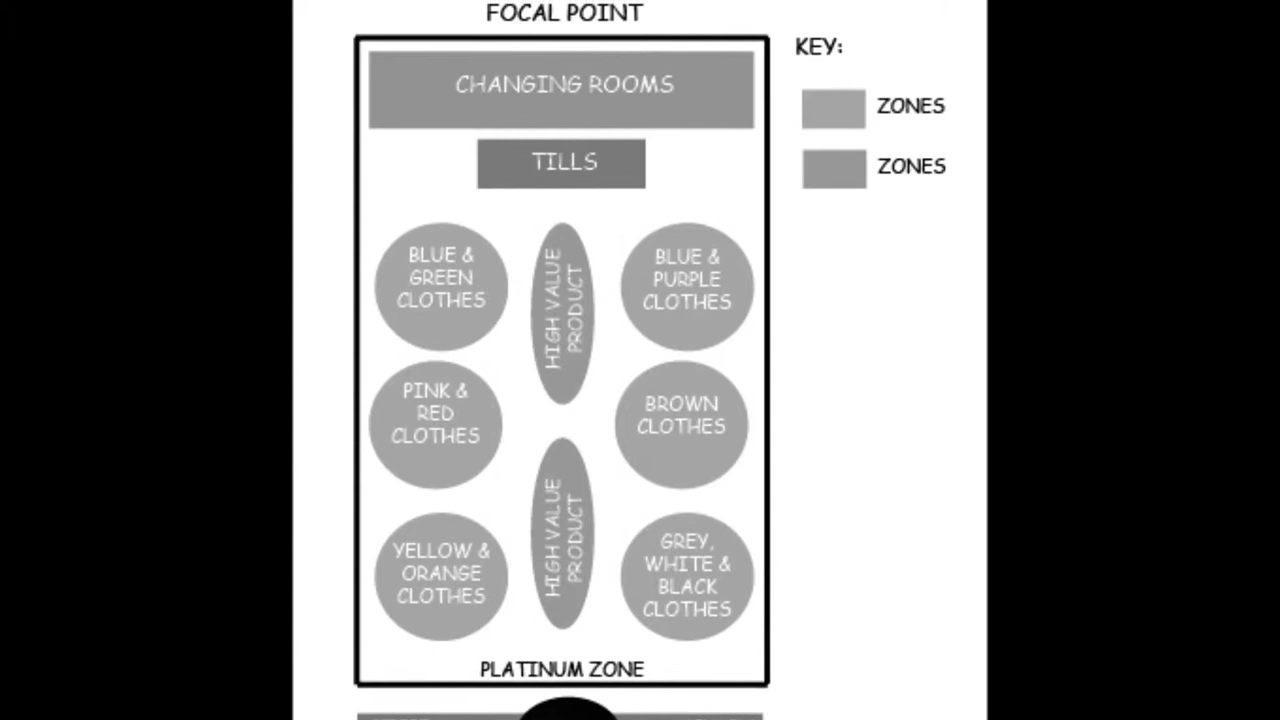 FOCAL POINT
KEY:
CHANGING ROOMS
ZONES
TILLS
ZONES
BLUE &
GREEN
CLOTHES
HIGH VALUE
PRODUCT
BLUE &
PURPLE
CLOTHES
PINK &
RED
CLOTHES
BROWN
CLOTHES
YELLOW &
ORANGE
CLOTHES
HIGH VALUE
PRODUCT
GREY,
WHITE &
BLACK
CLOTHES
PLATINUM ZONE